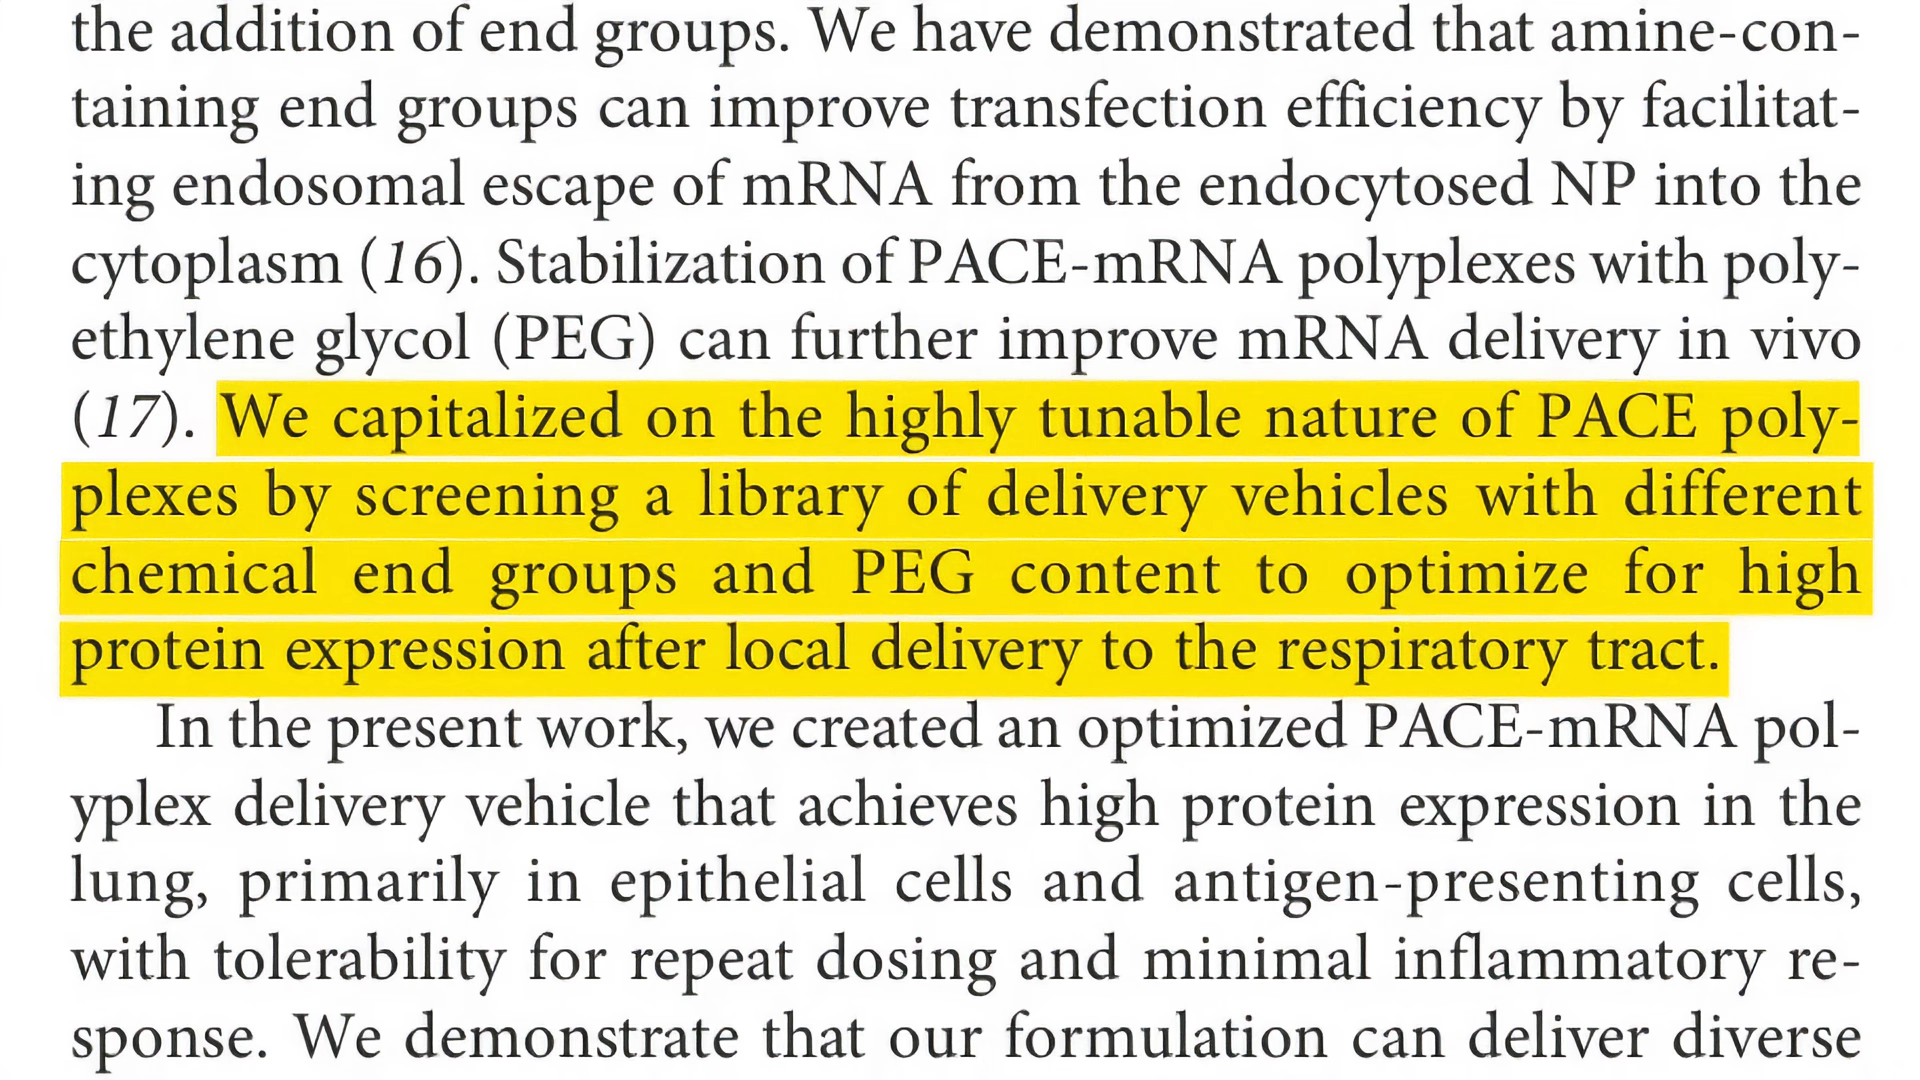 the addition of end groups. We have demonstrated that amine-con-
taining end groups can improve transfection efficiency by facilitat-
ing endosomal escape of mRNA from the endocytosed NP into the
cytoplasm (16). Stabilization of PACE-mRNA polyplexes with poly-
ethylene glycol (PEG) can further improve mRNA delivery in vivo
(17). We capitalized on the highly tunable nature of PACE poly-
plexes by screening a library of delivery vehicles with different
chemical end groups and PEG content to optimize for high
protein expression after local delivery to the respiratory tract.
In the present work, we created an optimized PACE-mRNA pol-
yplex delivery vehicle that achieves high protein expression in the
lung, primarily in epithelial cells and antigen-presenting cells,
with tolerability for repeat dosing and minimal inflammatory re-
sponse. We demonstrate that our formulation can deliver diverse